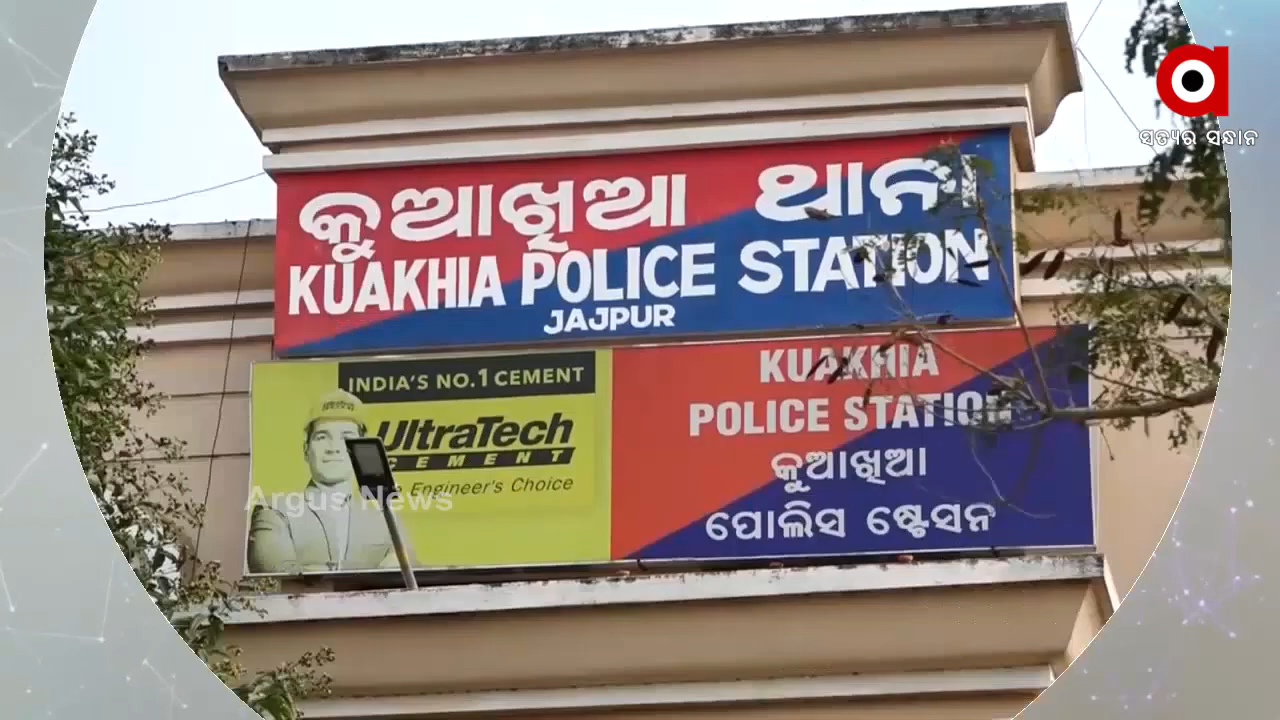 ସତ୍ୟର ସନ୍ଧାନ
କୁଆଖିଆ ଥାନା
KUAKHIA POLICE STATION
JAJPUR
INDIA'S NO.1 CEMENT
UltraTech
CEMENT
Engineer's Choice
Argus News
KUAKHIA
POLICE STATION
କୁଆଖିଆ
ପୋଲିସ ଷ୍ଟେସନ